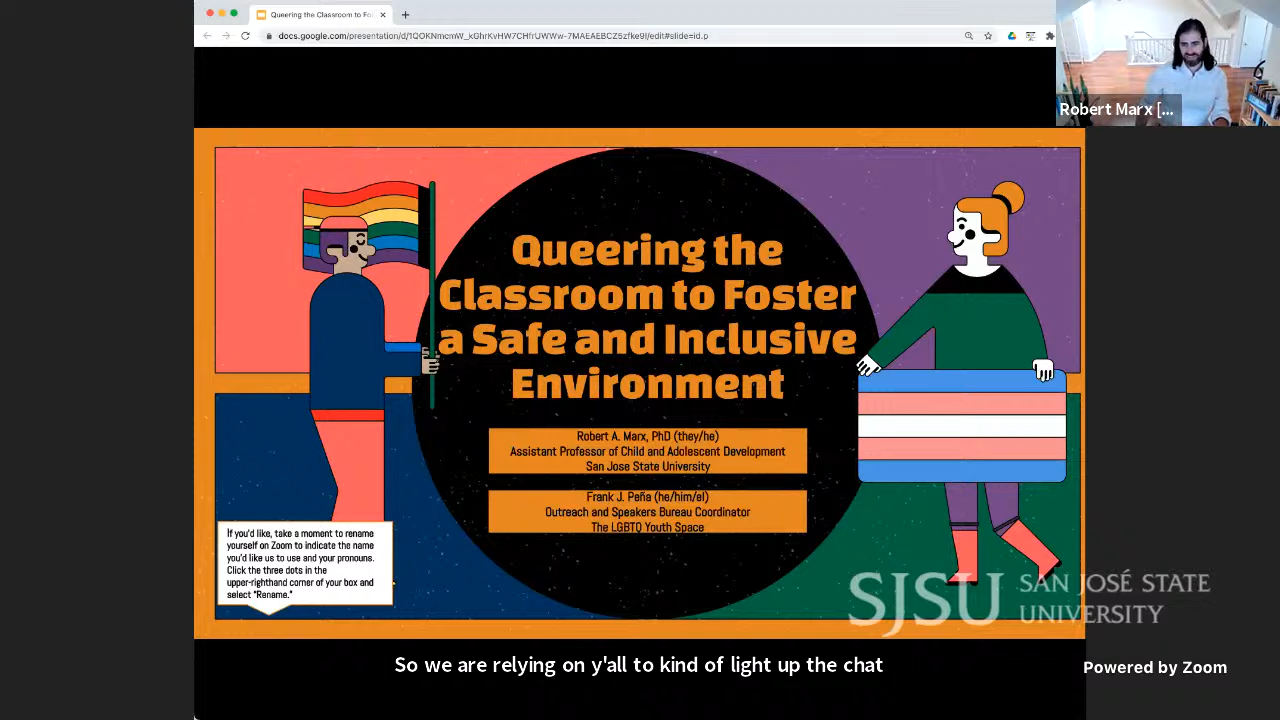 Queering the Classroom to Fo
docs.google.com/presentation/d/1QOKNmcmW_xGhrKvHW7CHfrUWWw-7MAEAEBCZ5zfke9I/edit#slide=id.p
Robert Marx [...
Queering the
Classroom to Foster
a Safe and Inclusive
Environment
Robert A. Marx, PhD (they/he)
Assistant Professor of Child and Adolescent Development
San Jose State University
Frank J. Peña (he/him/el)
Outreach and Speakers Bureau Coordinator
The LGBTQ Youth Space
If you'd like, take a moment to rename
yourself on Zoom to indicate the name
you'd like us to use and your pronouns.
Click the three dots in the
upper-righthand corner of your box and
select "Rename."
SJSU
SAN JOSÉ STATE
UNIVERSITY
So we are relying on y'all to kind of light up the chat
Powered by Zoom